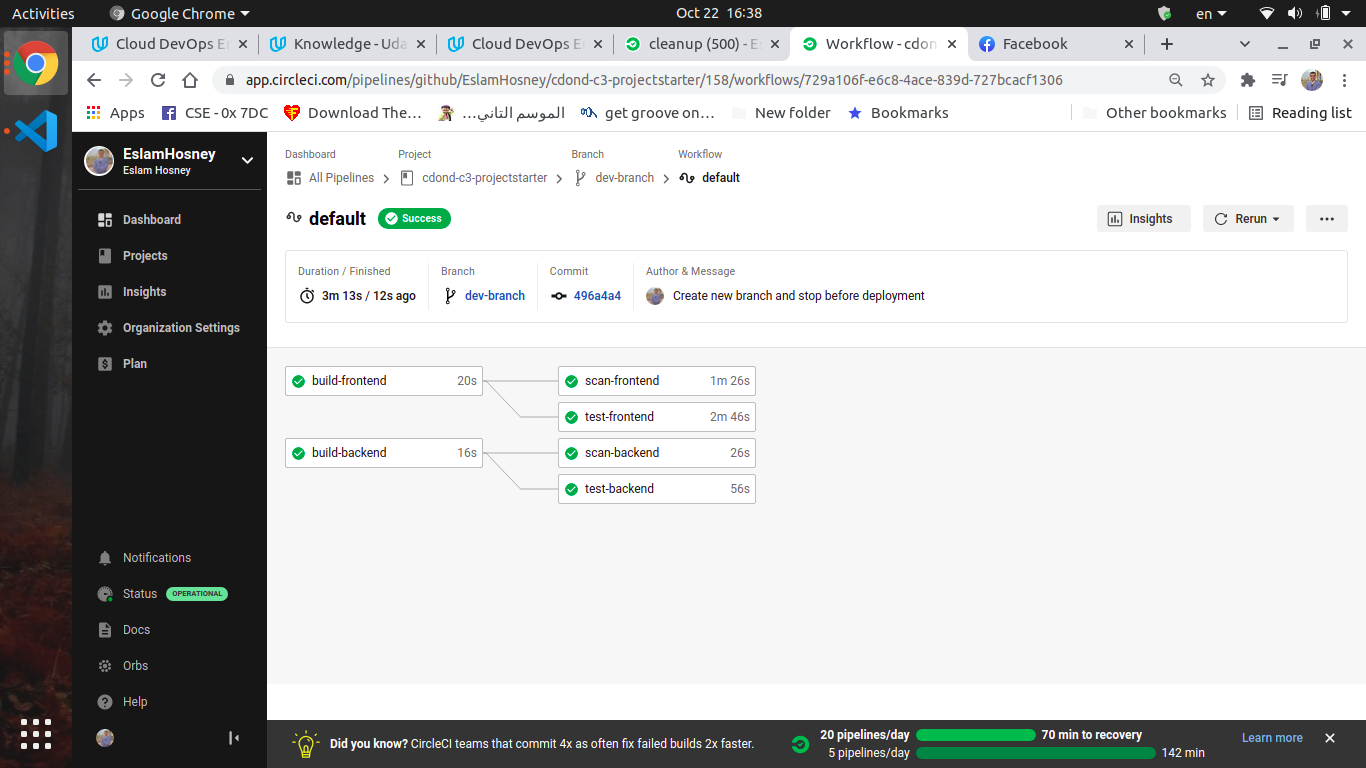 Activities
Google Chrome
Oct 22 16:38
en
Cloud DevOps En
Knowledge - Uda
Cloud DevOps En
cleanup (500) - Es
Workflow - cdon
Facebook
app.circleci.com/pipelines/github/EslamHosney/cdond-c3-projectstarter/158/workflows/729a106f-e6c8-4ace-839d-727bcacf1306
Apps
CSE - 0x 7DC
Download The...
الموسم التاني...
get groove on...
New folder
Bookmarks
Other bookmarks
Reading list
EslamHosney
Eslam Hosney
Dashboard
Projects
Insights
Organization Settings
Plan
Notifications
Status OPERATIONAL
Docs
Orbs
Help
Dashboard Project Branch Workflow
All Pipelines cdond-c3-projectstarter dev-branch default
default Success
Insights
Rerun
Duration / Finished Branch Commit Author & Message
3m 13s / 12s ago dev-branch 496a4a4 Create new branch and stop before deployment
build-frontend 20s scan-frontend 1m 26s
test-frontend 2m 46s
build-backend 16s scan-backend 26s
test-backend 56s
Did you know? CircleCI teams that commit 4x as often fix failed builds 2x faster.
20 pipelines/day 70 min to recovery
5 pipelines/day 142 min
Learn more